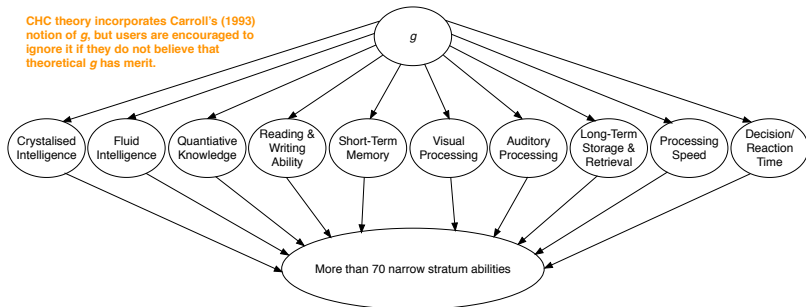 CHC theory incorporates Carroll's (1993)
notion of g, but users are encouraged to
ignore it if they do not believe that
theoretical g has merit.
g
Crystalised
Intelligence
Fluid
Intelligence
Quantiative
Knowledge
Reading &
Writing
Ability
Short-Term
Memory
Visual
Processing
Auditory
Processing
Long-Term
Storage &
Retrieval
Processing
Speed
Decision/
Reaction
Time
More than 70 narrow stratum abilities